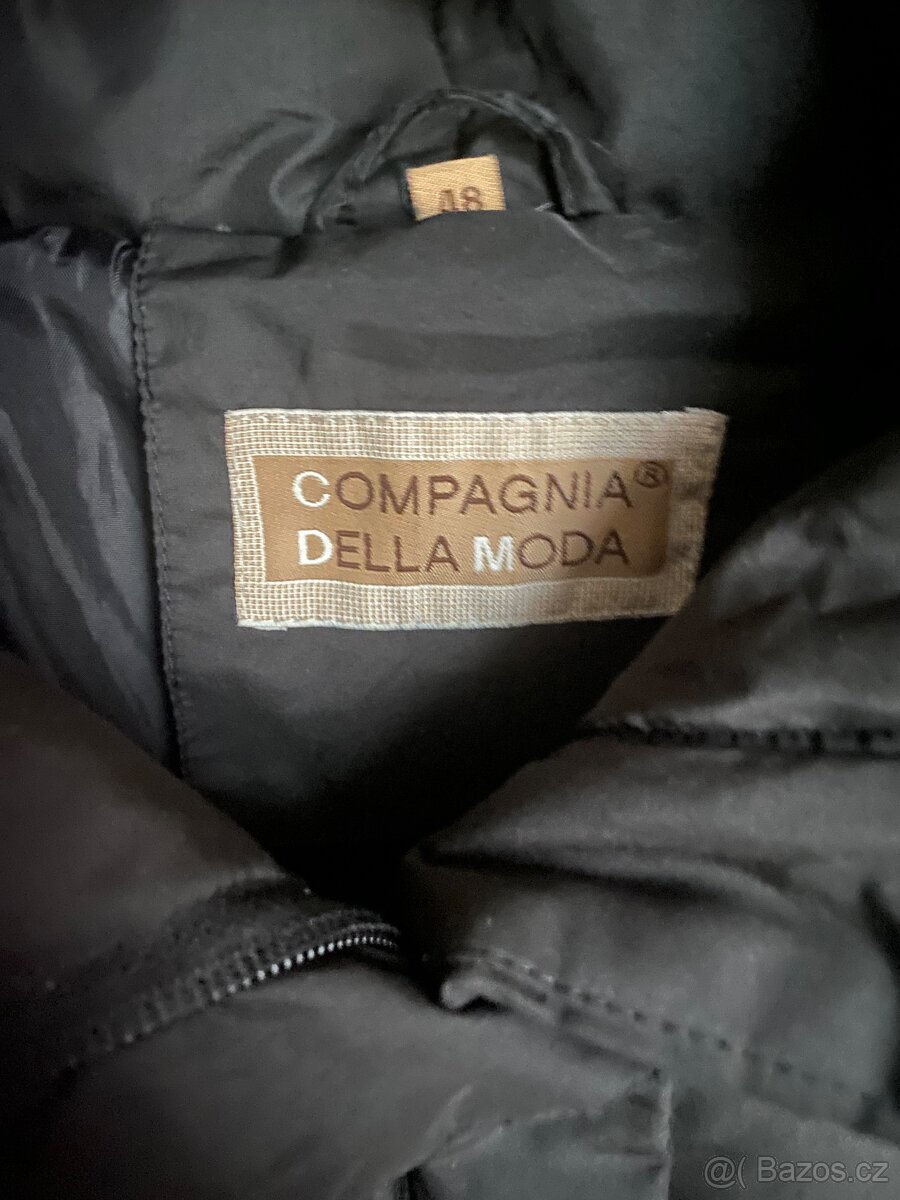 48
COMPAGNIA®
DELLA MODA
@( Bazos.cz